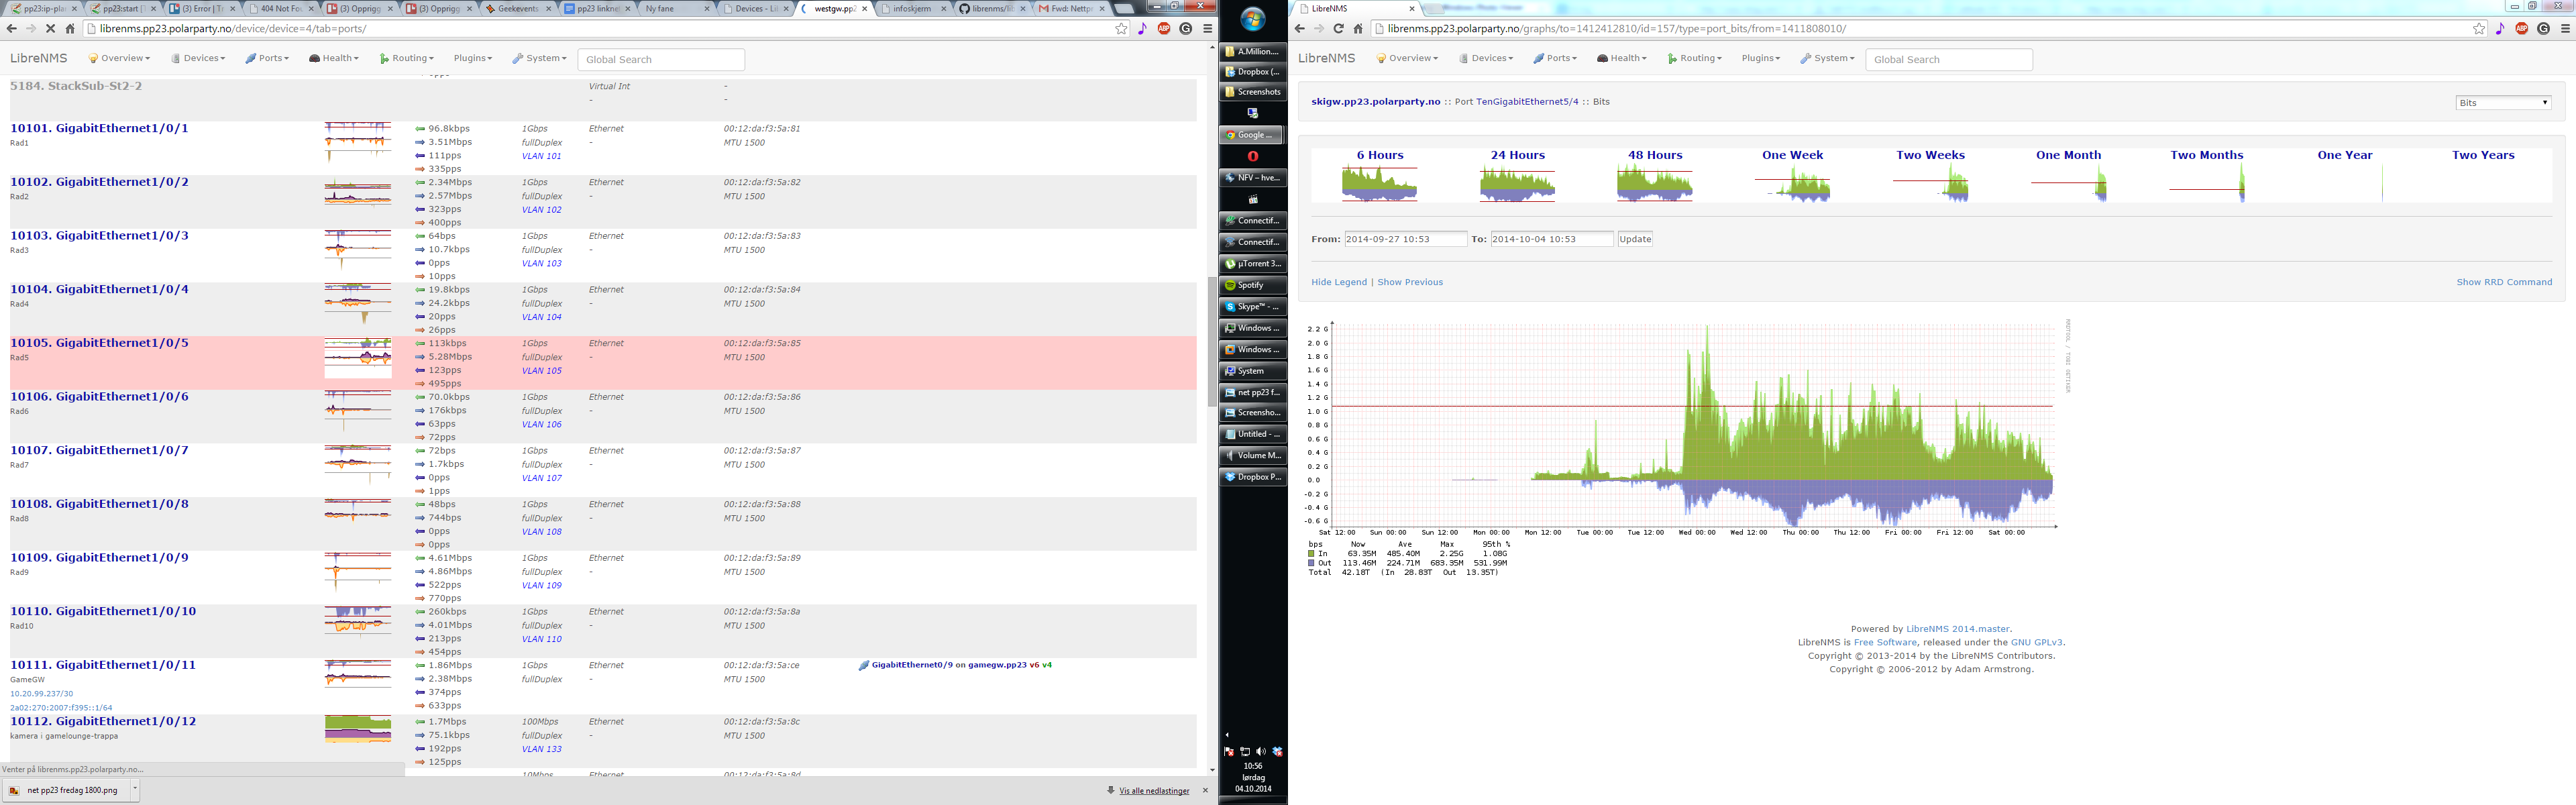 pp23:ip-pla
pp23:start [
(3) Error | Tr
404 Not Fou
(3) Opprigg
(3) Opprigg
Geekevents
pp23 linknet
Ny fane
Devices - Li
westgw.pp2
infoskjerm
librenms/lib
Fwd: Nettpr
librenms.pp23.polarparty.no/device/device=4/tab=ports/
LibreNMS Overview Devices Ports Health Routing Plugins System Global Search
5184. StackSub-St2-2 Virtual Int -
- -
10101. GigabitEthernet1/0/1 96.8kbps 1Gbps Ethernet 00:12:da:f3:5a:81
Rad1 3.51Mbps fullDuplex - MTU 1500
111pps VLAN 101
335pps
10102. GigabitEthernet1/0/2 2.34Mbps 1Gbps Ethernet 00:12:da:f3:5a:82
Rad2 2.57Mbps fullDuplex - MTU 1500
323pps VLAN 102
400pps
10103. GigabitEthernet1/0/3 64bps 1Gbps Ethernet 00:12:da:f3:5a:83
Rad3 10.7kbps fullDuplex - MTU 1500
0pps VLAN 103
10pps
10104. GigabitEthernet1/0/4 19.8kbps 1Gbps Ethernet 00:12:da:f3:5a:84
Rad4 24.2kbps fullDuplex - MTU 1500
20pps VLAN 104
26pps
10105. GigabitEthernet1/0/5 113kbps 1Gbps Ethernet 00:12:da:f3:5a:85
Rad5 5.28Mbps fullDuplex - MTU 1500
123pps VLAN 105
495pps
10106. GigabitEthernet1/0/6 70.0kbps 1Gbps Ethernet 00:12:da:f3:5a:86
Rad6 176kbps fullDuplex - MTU 1500
63pps VLAN 106
72pps
10107. GigabitEthernet1/0/7 72bps 1Gbps Ethernet 00:12:da:f3:5a:87
Rad7 1.7kbps fullDuplex - MTU 1500
0pps VLAN 107
1pps
10108. GigabitEthernet1/0/8 48bps 1Gbps Ethernet 00:12:da:f3:5a:88
Rad8 744bps fullDuplex - MTU 1500
0pps VLAN 108
0pps
10109. GigabitEthernet1/0/9 4.61Mbps 1Gbps Ethernet 00:12:da:f3:5a:89
Rad9 4.86Mbps fullDuplex - MTU 1500
522pps VLAN 109
770pps
10110. GigabitEthernet1/0/10 260kbps 1Gbps Ethernet 00:12:da:f3:5a:8a
Rad10 4.01Mbps fullDuplex - MTU 1500
213pps VLAN 110
454pps
10111. GigabitEthernet1/0/11 1.86Mbps 1Gbps Ethernet 00:12:da:f3:5a:ce GigabitEthernet0/9 on gamegw.pp23 v6 v4
GameGW 2.38Mbps fullDuplex - MTU 1500
10.20.99.237/30 374pps
2a02:270:2007:f395::1/64 633pps
10112. GigabitEthernet1/0/12 1.7Mbps 100Mbps Ethernet 00:12:da:f3:5a:8c
kamera i gamelounge-trappa 75.1kbps fullDuplex - MTU 1500
192pps VLAN 133
125pps
10Mbps Ethernet 00:12:da:f3:5a:8d
Venter på librenms.pp23.polarparty.no...
net pp23 fredag 1800.png
Vis alle nedlastinger
A.Million....
Dropbox (...
Screenshots
Google ...
NFV – hve...
Connectif...
Connectif...
µTorrent 3...
Spotify
Skype™ - ...
Windows ...
Windows ...
System
net pp23 f...
Screensho...
Untitled - ...
Volume M...
Dropbox P...
10:56
lørdag
04.10.2014
LibreNMS
librenms.pp23.polarparty.no/graphs/to=1412412810/id=157/type=port_bits/from=1411808010/
LibreNMS Overview Devices Ports Health Routing Plugins System Global Search
skigw.pp23.polarparty.no :: Port TenGigabitEthernet5/4 :: Bits
Bits
6 Hours 24 Hours 48 Hours One Week Two Weeks One Month Two Months One Year Two Years
From: 2014-09-27 10:53 To: 2014-10-04 10:53 Update
Hide Legend | Show Previous
Show RRD Command
RRDTOOL / TOBI OETIKER
2.2 G
2.0 G
1.8 G
1.6 G
1.4 G
1.2 G
1.0 G
0.8 G
0.6 G
0.4 G
0.2 G
0.0
-0.2 G
-0.4 G
-0.6 G
Sat 12:00 Sun 00:00 Sun 12:00 Mon 00:00 Mon 12:00 Tue 00:00 Tue 12:00 Wed 00:00 Wed 12:00 Thu 00:00 Thu 12:00 Fri 00:00 Fri 12:00 Sat 00:00
bps Now Ave Max 95th %
In 63.35M 485.40M 2.25G 1.08G
Out 113.46M 224.71M 683.35M 531.99M
Total 42.18T (In 28.83T Out 13.35T)
Powered by LibreNMS 2014.master.
LibreNMS is Free Software, released under the GNU GPLv3.
Copyright © 2013-2014 by the LibreNMS Contributors.
Copyright © 2006-2012 by Adam Armstrong.